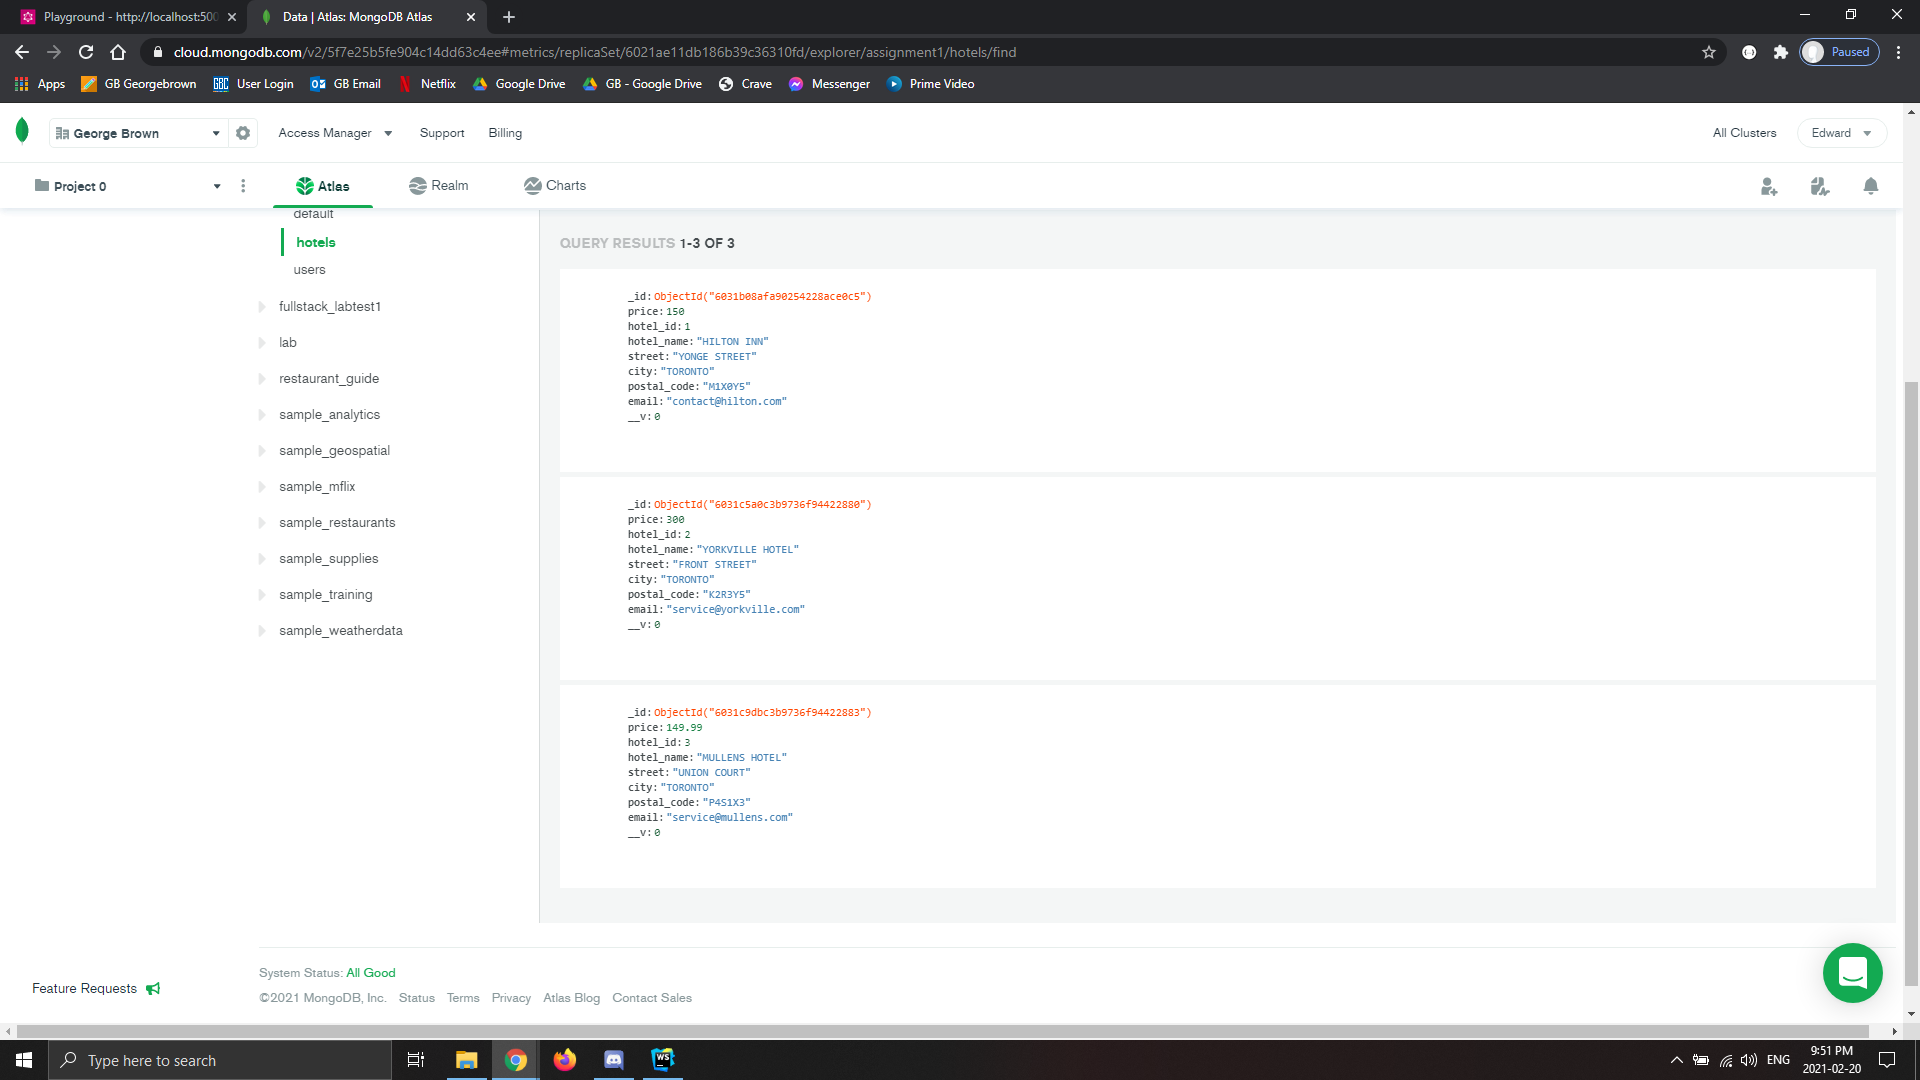 Playground - http://localhost:500
Data | Atlas: MongoDB Atlas
cloud.mongodb.com/v2/5f7e25b5fe904c14dd63c4ee#metrics/replicaSet/6021ae11db186b39c36310fd/explorer/assignment1/hotels/find
Paused
Apps
GB Georgebrown
User Login
GB Email
Netflix
Google Drive
GB - Google Drive
Crave
Messenger
Prime Video
George Brown
Access Manager
Support
Billing
All Clusters
Edward
Project 0
Atlas
Realm
Charts
default
hotels
users
fullstack_labtest1
lab
restaurant_guide
sample_analytics
sample_geospatial
sample_mflix
sample_restaurants
sample_supplies
sample_training
sample_weatherdata
QUERY RESULTS 1-3 OF 3
_id: ObjectId("6031b08afa90254228ace0c5")
price: 150
hotel_id: 1
hotel_name: "HILTON INN"
street: "YONGE STREET"
city: "TORONTO"
postal_code: "M1X0Y5"
email: "contact@hilton.com"
__v: 0
_id: ObjectId("6031c5a0c3b9736f94422880")
price: 300
hotel_id: 2
hotel_name: "YORKVILLE HOTEL"
street: "FRONT STREET"
city: "TORONTO"
postal_code: "K2R3Y5"
email: "service@yorkville.com"
__v: 0
_id: ObjectId("6031c9dbc3b9736f94422883")
price: 149.99
hotel_id: 3
hotel_name: "MULLENS HOTEL"
street: "UNION COURT"
city: "TORONTO"
postal_code: "P4S1X3"
email: "service@mullens.com"
__v: 0
Feature Requests
System Status: All Good
©2021 MongoDB, Inc. Status Terms Privacy Atlas Blog Contact Sales
Type here to search
WS
ENG
9:51 PM
2021-02-20